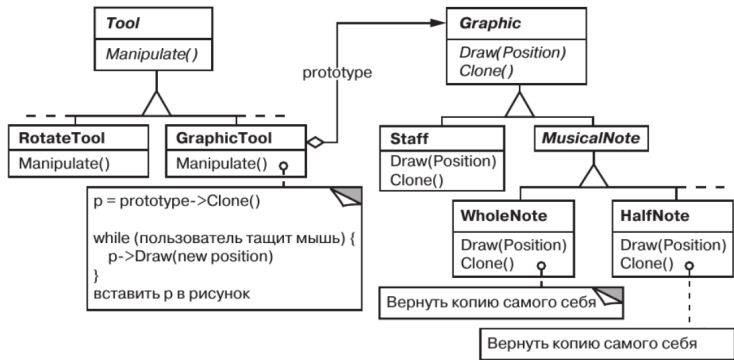 Tool
Manipulate()
Graphic
Draw(Position)
Clone()
prototype
RotateTool
Manipulate()
GraphicTool
Manipulate()
Staff
Draw(Position)
Clone()
MusicalNote
p = prototype->Clone()
while (пользователь тащит мышь) {
p->Draw(new position)
}
вставить p в рисунок
WholeNote
Draw(Position)
Clone()
HalfNote
Draw(Position)
Clone()
Вернуть копию самого себя
Вернуть копию самого себя